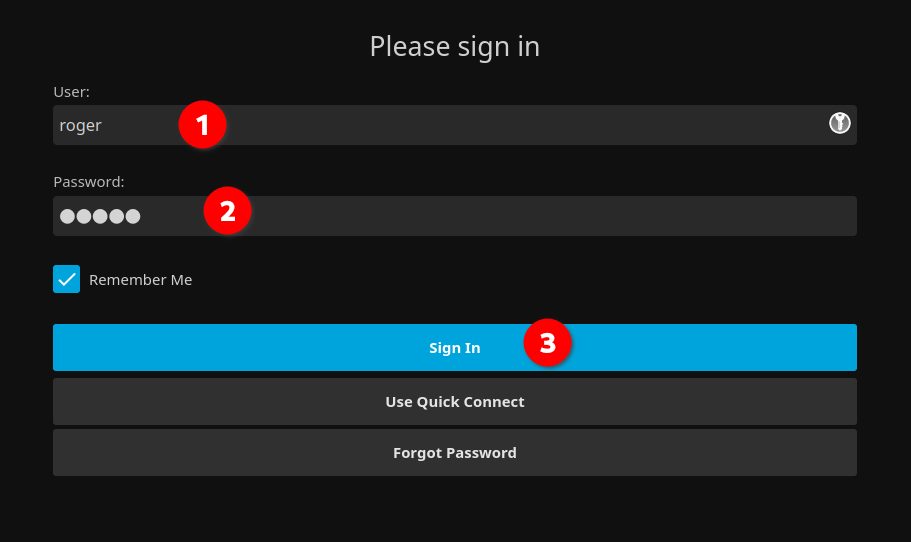 Please sign in
User:
roger
1
Password:
●●●●●
2
Remember Me
Sign In
3
Use Quick Connect
Forgot Password